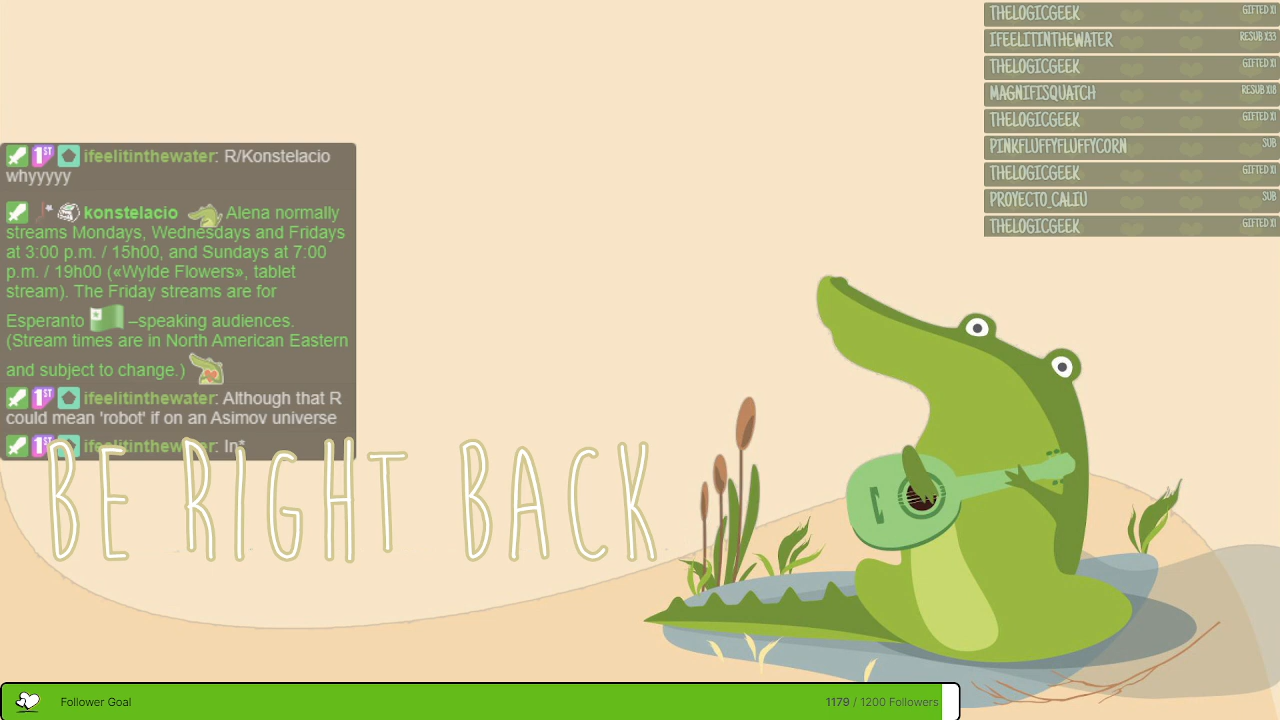 ifeelitinthewater: R/Konstelacio
whyyyyy
konstelacio Alena normally
streams Mondays, Wednesdays and Fridays
at 3:00 p.m. / 15h00, and Sundays at 7:00
p.m. / 19h00 («Wylde Flowers», tablet
stream). The Friday streams are for
Esperanto –speaking audiences.
(Stream times are in North American Eastern
and subject to change.)
1ST ifeelitinthewater: Although that R
could mean 'robot' if on an Asimov universe
1ST ifeelitinthewater: In*
BE RIGHT BACK
THELOGICGEEK GIFTED X1
IFEELITINTHEWATER RESUB X33
THELOGICGEEK GIFTED X1
MAGNIFISQUATCH RESUB X18
THELOGICGEEK GIFTED X1
PINKFLUFFYFLUFFYCORN SUB
THELOGICGEEK GIFTED X1
PROYECTO_CALIU SUB
THELOGICGEEK GIFTED X1
Follower Goal 1179 / 1200 Followers